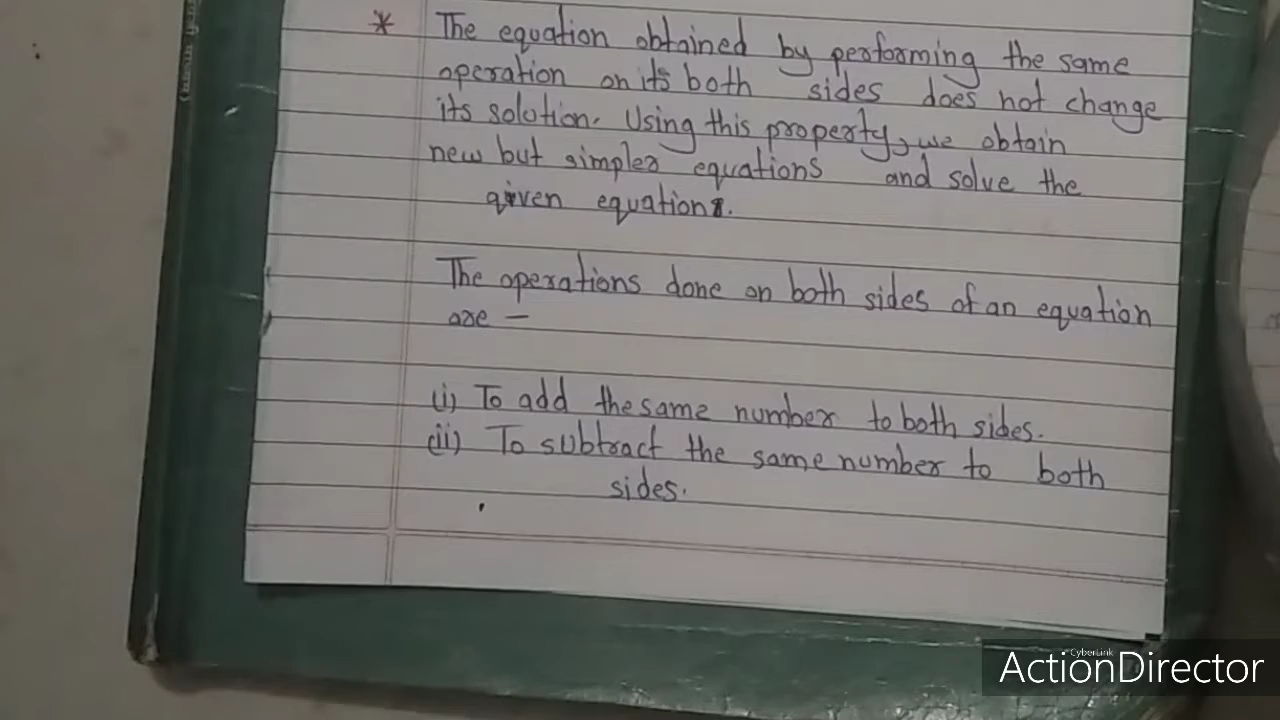 * The equation obtained by performing the same
operation on its both sides does not change
its solution. Using this property, we obtain
new but simpler equations and solve the
given equations.
The operations done on both sides of an equation
are -
(i) To add the same number to both sides.
(ii) To subtract the same number to both
sides.
CyberLink
ActionDirector